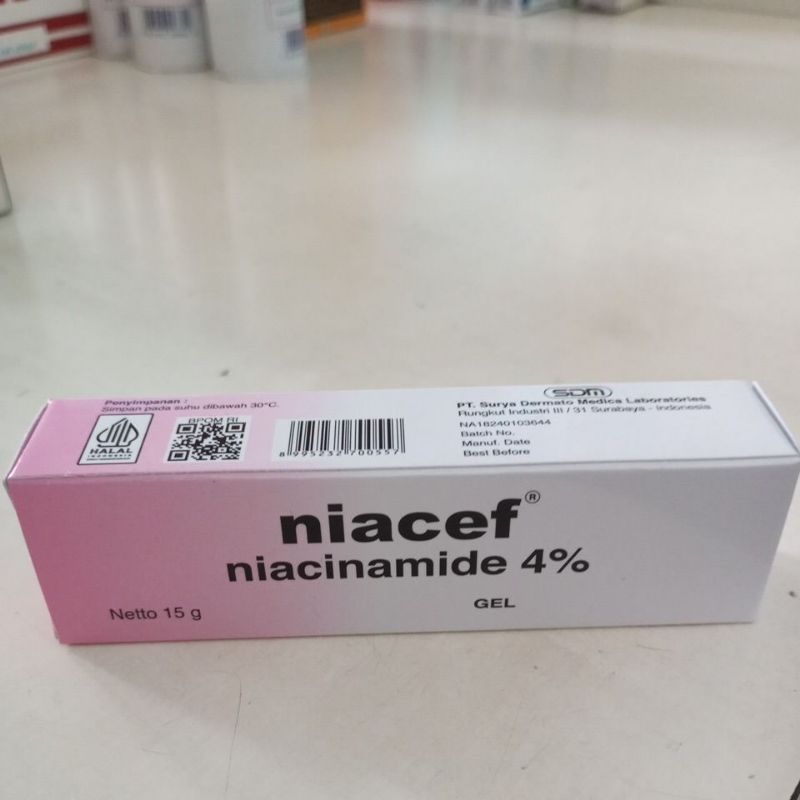 Penyimpanan :
Simpan pada suhu dibawah 30°C.
HALAL
INDONESIA
BPOM RI
8 995232 700557
SDM
PT. Surya Dermato Medica Laboratories
Rungkut Industri III / 31 Surabaya - Indonesia
NA18240103644
Batch No.
Manuf. Date
Best Before
niacef®
niacinamide 4%
Netto 15 g
GEL